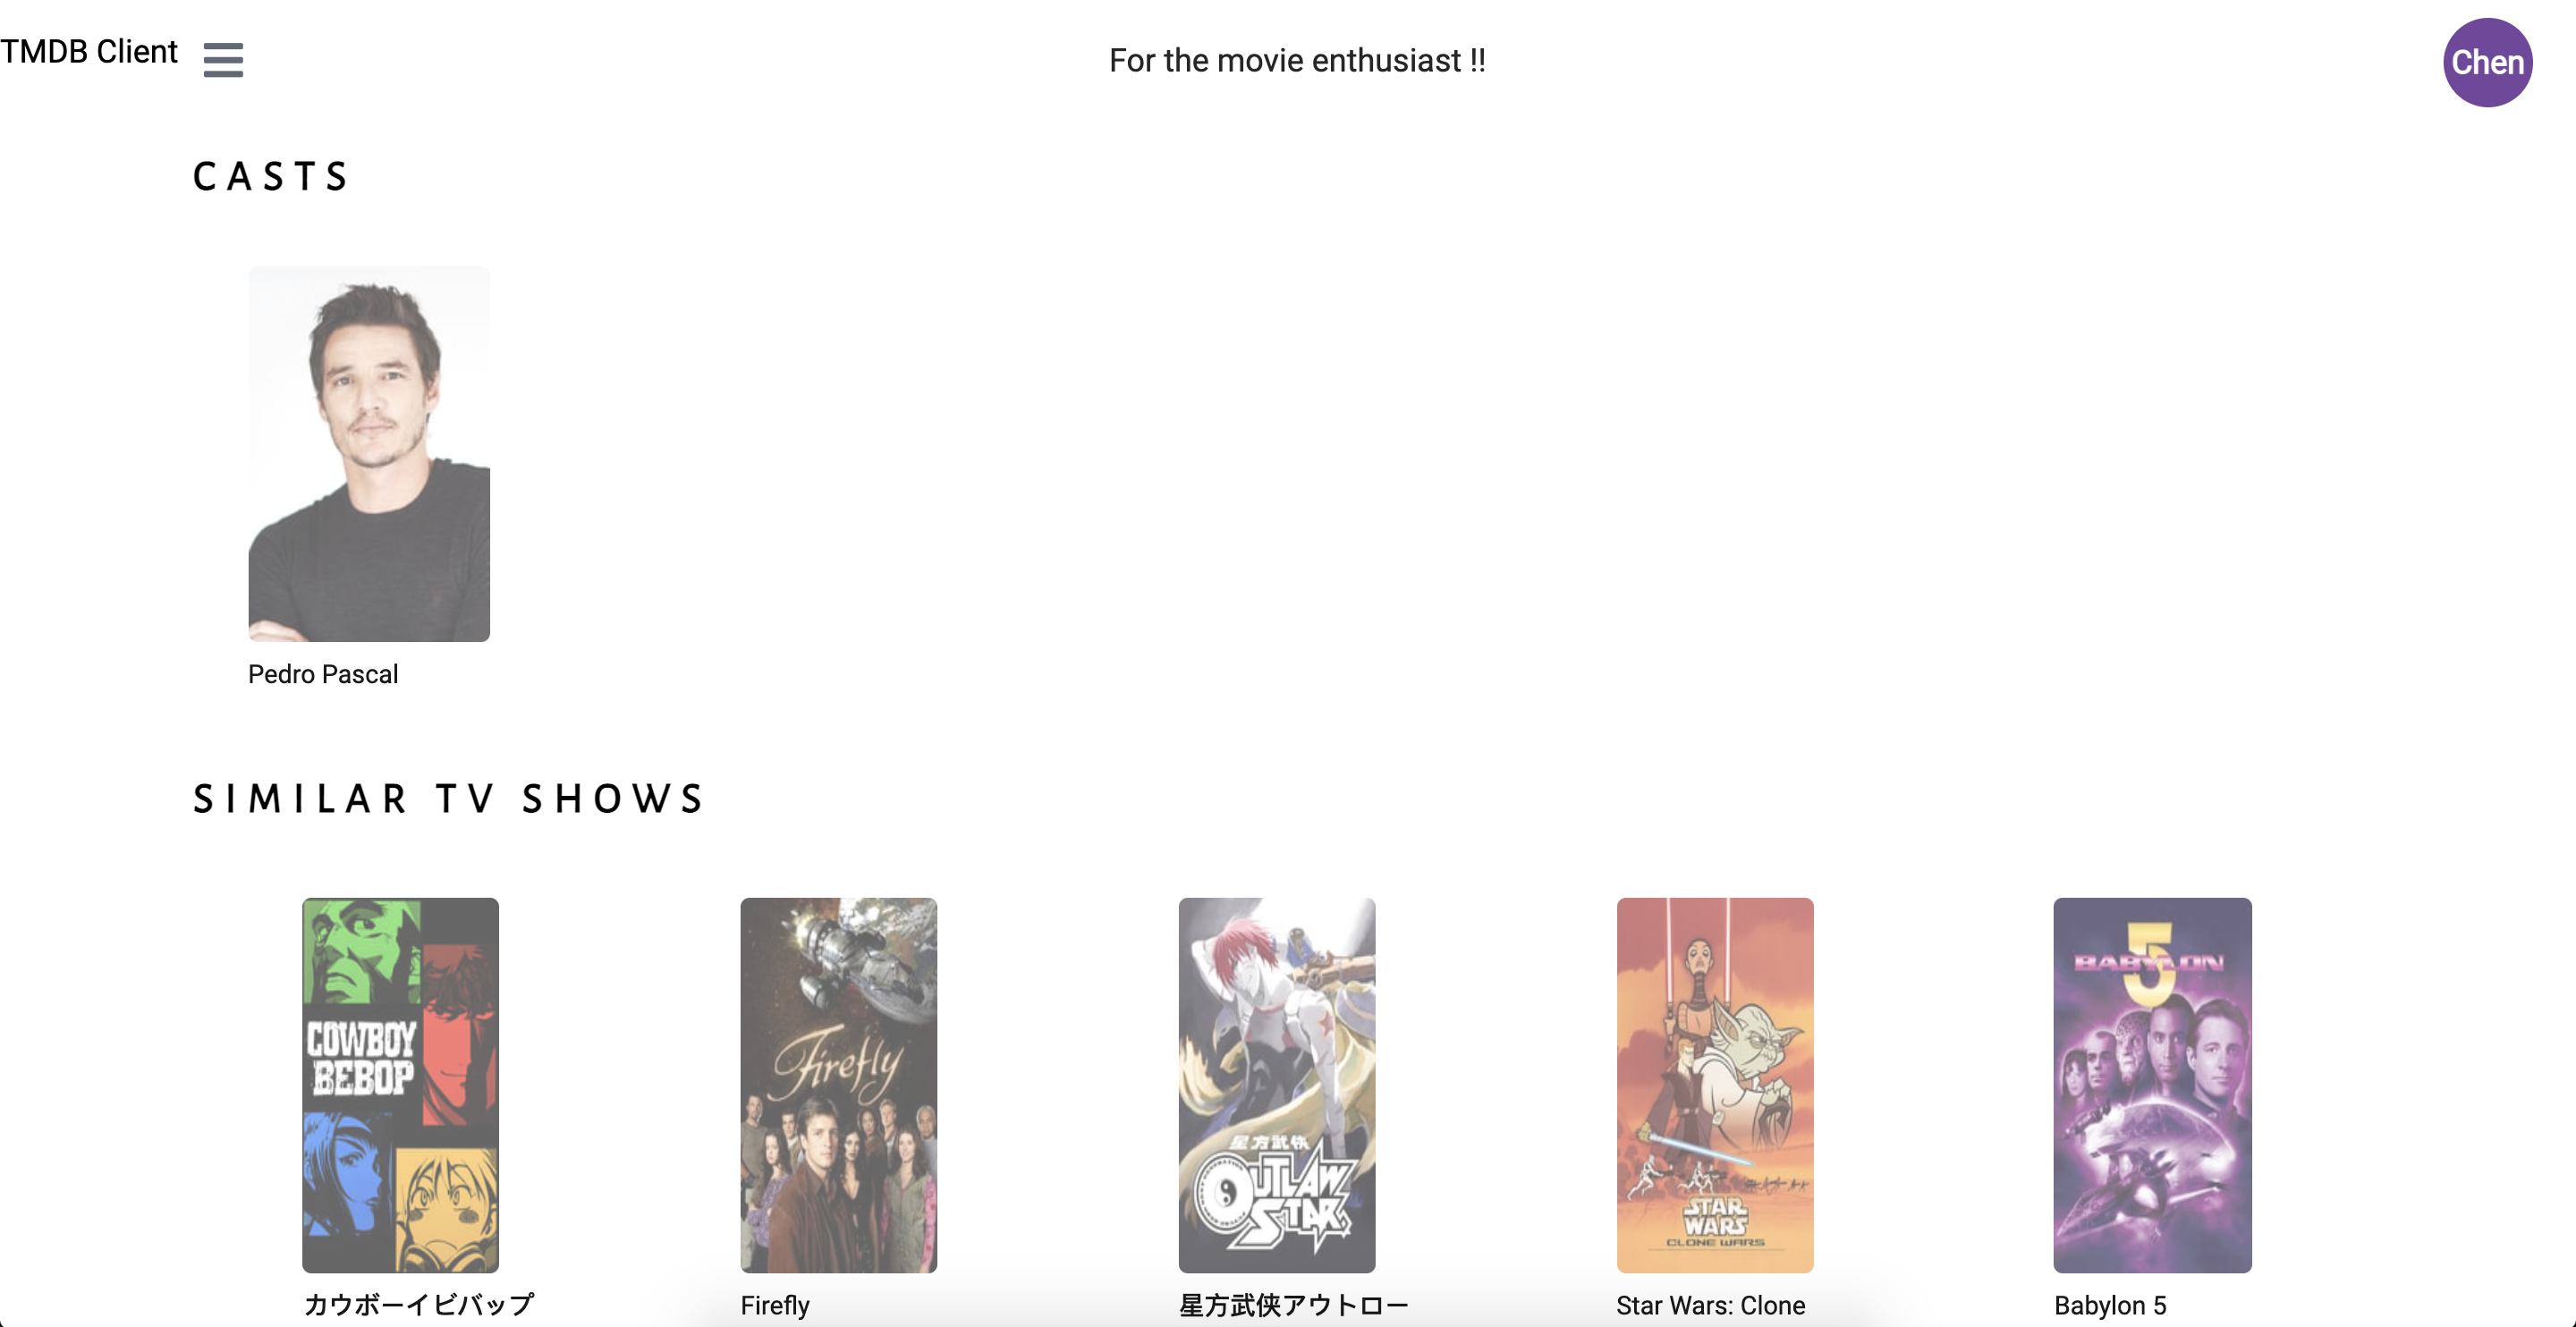 TMDB Client
For the movie enthusiast !!
Chen
CASTS
Pedro Pascal
SIMILAR TV SHOWS
COWBOY
BEBOP
Firefly
星方武侠
OUTLAW
STAR
STAR
WARS
CLONE WARS
5
BABYLON
カウボーイビバップ
Firefly
星方武侠アウトロー
Star Wars: Clone
Babylon 5